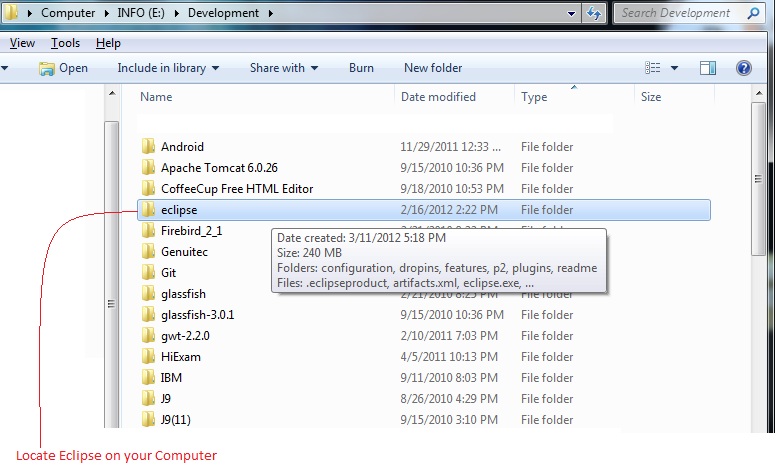 Computer ▸ INFO (E:) ▸ Development ▸ Search Development
View Tools Help
Open Include in library Share with Burn New folder
Name Date modified Type Size
Android 11/29/2011 12:33 ... File folder
Apache Tomcat 6.0.26 9/15/2010 10:36 PM File folder
CoffeeCup Free HTML Editor 9/18/2010 10:53 PM File folder
eclipse 2/16/2012 2:22 PM File folder
Firebird_2_1 File folder
Date created: 3/11/2012 5:18 PM
Genuitec
Size: 240 MB
Git
Folders: configuration, dropins, features, p2, plugins, readme
Files: .eclipseproduct, artifacts.xml, eclipse.exe, ...
glassfish 2/21/2010 8:25 PM File folder
glassfish-3.0.1 9/15/2010 10:36 PM File folder
gwt-2.2.0 2/10/2011 7:03 PM File folder
HiExam 4/5/2011 10:13 PM File folder
IBM 9/11/2010 8:03 PM File folder
J9 8/26/2010 4:29 PM File folder
J9(11) 9/15/2010 3:10 PM File folder
Locate Eclipse on your Computer